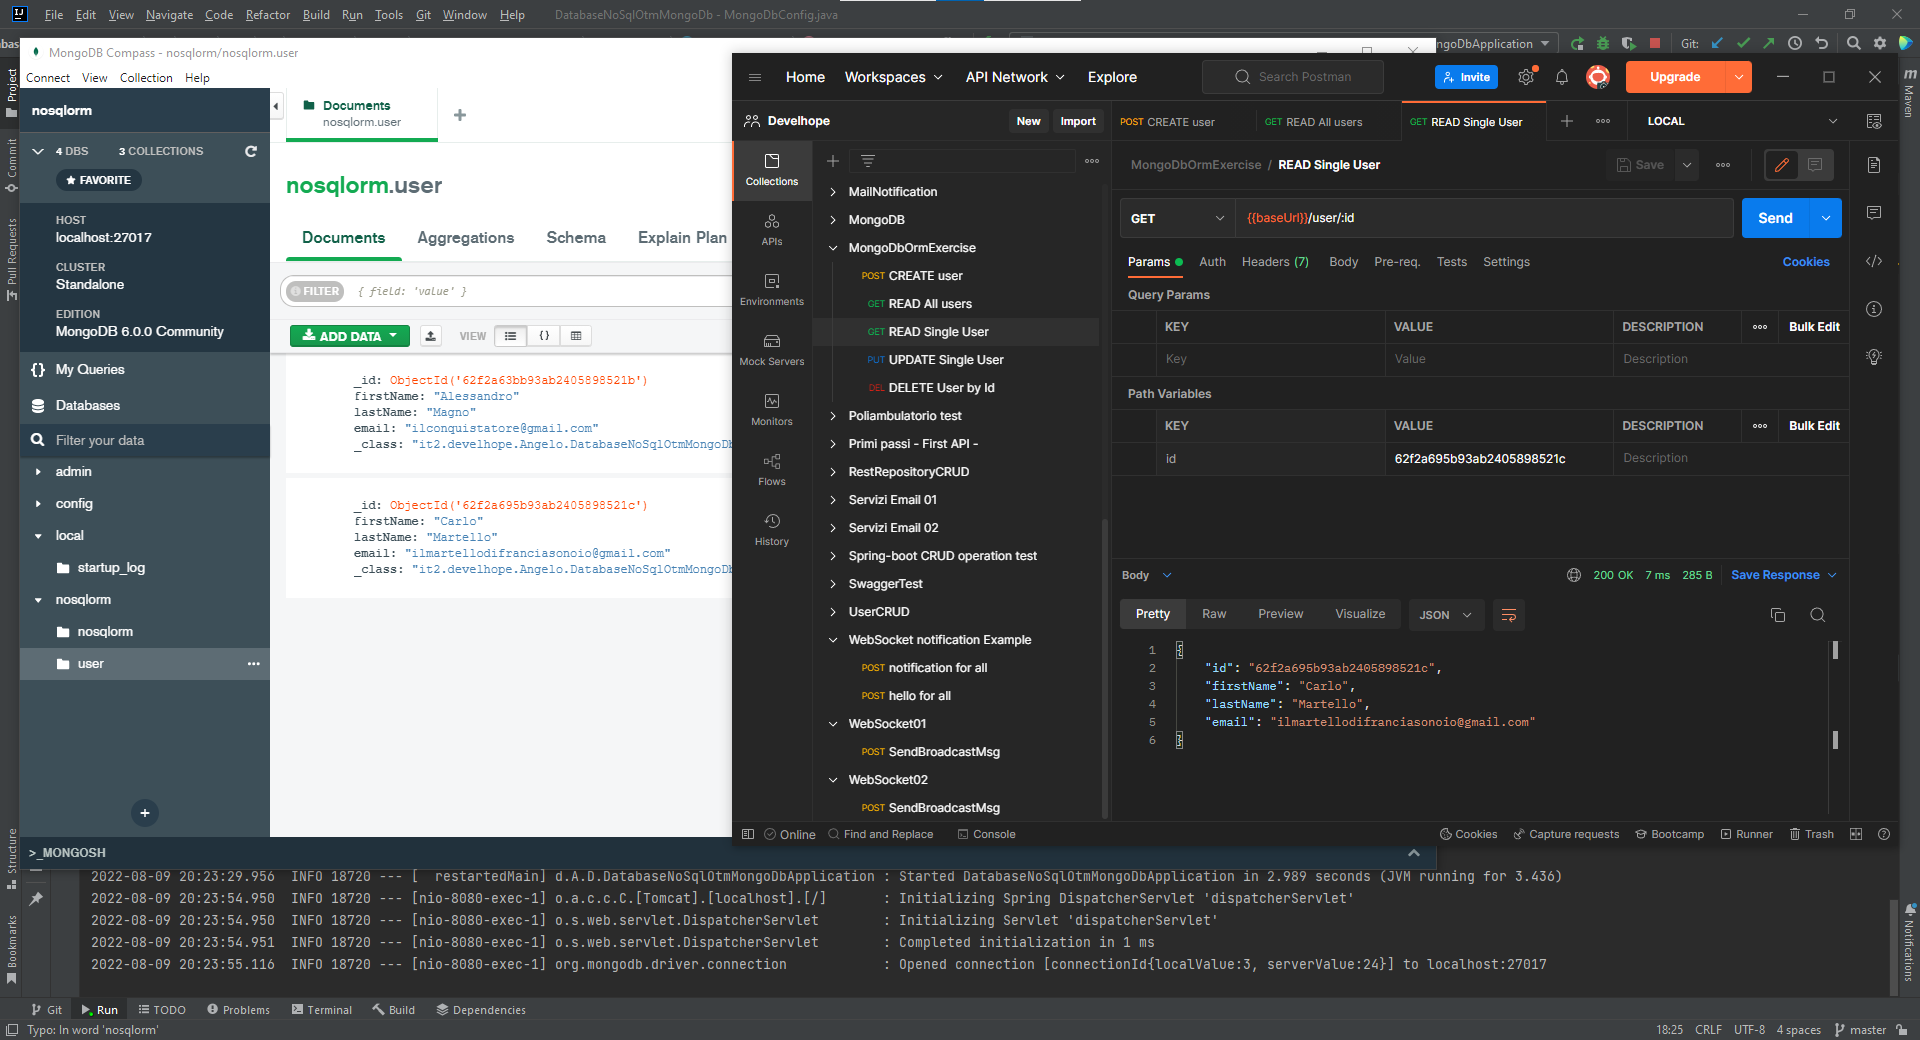 File Edit View Navigate Code Refactor Build Run Tools Git Window Help DatabaseNoSqlOtmMongoDb - MongoDbConfig.java
MongoDB Compass - nosqlorm/nosqlorm.user
Connect View Collection Help
nosqlorm
4 DBS 3 COLLECTIONS
FAVORITE
HOST
localhost:27017
CLUSTER
Standalone
EDITION
MongoDB 6.0.0 Community
My Queries
Databases
Filter your data
admin
config
local
startup_log
nosqlorm
nosqlorm
user
>_MONGOSH
Documents
nosqlorm.user
nosqlorm.user
Documents Aggregations Schema Explain Plan
FILTER { field: 'value' }
ADD DATA VIEW
_id: ObjectId('62f2a63bb93ab2405898521b')
firstName: "Alessandro"
lastName: "Magno"
email: "ilconquistatore@gmail.com"
_class: "it2.develhope.Angelo.DatabaseNoSqlOtmMongoDb
_id: ObjectId('62f2a695b93ab2405898521c')
firstName: "Carlo"
lastName: "Martello"
email: "ilmartellodifranciasonoio@gmail.com"
_class: "it2.develhope.Angelo.DatabaseNoSqlOtmMongoDb
ngoDbApplication Git:
Home Workspaces API Network Explore Search Postman Invite Upgrade
Develhope New Import
Collections
APIs
Environments
Mock Servers
Monitors
Flows
History
MailNotification
MongoDB
MongoDbOrmExercise
POST CREATE user
GET READ All users
GET READ Single User
PUT UPDATE Single User
DEL DELETE User by Id
Poliambulatorio test
Primi passi - First API -
RestRepositoryCRUD
Servizi Email 01
Servizi Email 02
Spring-boot CRUD operation test
SwaggerTest
UserCRUD
WebSocket notification Example
POST notification for all
POST hello for all
WebSocket01
POST SendBroadcastMsg
WebSocket02
POST SendBroadcastMsg
POST CREATE user GET READ All users GET READ Single User LOCAL
MongoDbOrmExercise / READ Single User Save
GET {{baseUrl}}/user/:id Send
Params Auth Headers (7) Body Pre-req. Tests Settings Cookies
Query Params
KEY VALUE DESCRIPTION Bulk Edit
Key Value Description
Path Variables
KEY VALUE DESCRIPTION Bulk Edit
id 62f2a695b93ab2405898521c Description
Body 200 OK 7 ms 285 B Save Response
Pretty Raw Preview Visualize JSON
1 {
2 "id": "62f2a695b93ab2405898521c",
3 "firstName": "Carlo",
4 "lastName": "Martello",
5 "email": "ilmartellodifranciasonoio@gmail.com"
6 }
Online Find and Replace Console Cookies Capture requests Bootcamp Runner Trash
2022-08-09 20:23:29.956 INFO 18720 --- [ restartedMain] d.A.D.DatabaseNoSqlOtmMongoDbApplication : Started DatabaseNoSqlOtmMongoDbApplication in 2.989 seconds (JVM running for 3.436)
2022-08-09 20:23:54.950 INFO 18720 --- [nio-8080-exec-1] o.a.c.c.C.[Tomcat].[localhost].[/] : Initializing Spring DispatcherServlet 'dispatcherServlet'
2022-08-09 20:23:54.950 INFO 18720 --- [nio-8080-exec-1] o.s.web.servlet.DispatcherServlet : Initializing Servlet 'dispatcherServlet'
2022-08-09 20:23:54.951 INFO 18720 --- [nio-8080-exec-1] o.s.web.servlet.DispatcherServlet : Completed initialization in 1 ms
2022-08-09 20:23:55.116 INFO 18720 --- [nio-8080-exec-1] org.mongodb.driver.connection : Opened connection [connectionId{localValue:3, serverValue:24}] to localhost:27017
Git Run TODO Problems Terminal Build Dependencies
Typo: In word 'nosqlorm' 18:25 CRLF UTF-8 4 spaces master
Project
Commit
Pull Requests
Structure
Bookmarks
Maven
Notifications